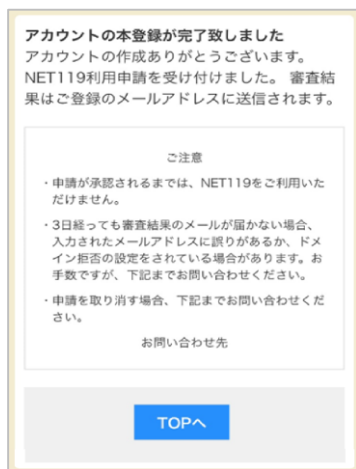 アカウントの本登録が完了致しました
アカウントの作成ありがとうございます。
NET119利用申請を受け付けました。 審査結
果はご登録のメールアドレスに送信されます。
ご注意
・申請が承認されるまでは、NET119をご利用いた
だけません。
・3日経っても審査結果のメールが届かない場合、
入力されたメールアドレスに誤りがあるか、ドメ
イン拒否の設定をされている場合があります。お
手数ですが、下記までお問い合わせください。
・申請を取り消す場合、下記までお問い合わせくだ
さい。
お問い合わせ先
TOPへ